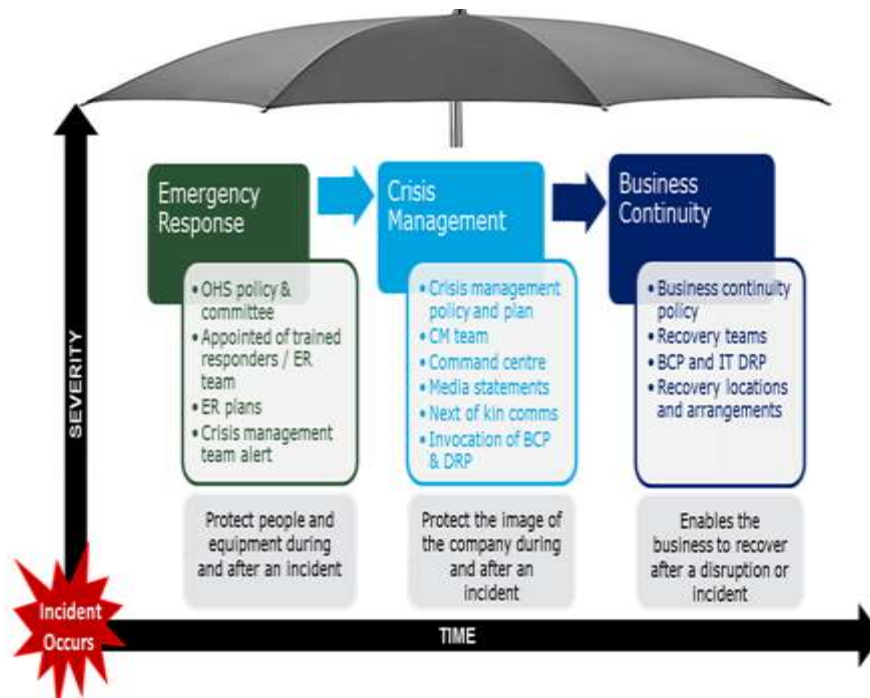 Emergency
Response
Crisis
Management
Business
Continuity
• OHS policy &
committee
• Appointed of trained
responders / ER
team
• ER plans
• Crisis management
team alert
• Crisis management
policy and plan
• CM team
• Command centre
• Media statements
• Next of kin comms
• Invocation of BCP
& DRP
• Business continuity
policy
• Recovery teams
• BCP and IT DRP
• Recovery locations
and arrangements
SEVERITY
Protect people and
equipment during
and after an incident
Protect the image of
the company during
and after an
incident
Enables the
business to recover
after a disruption or
incident
Incident
Occurs
TIME